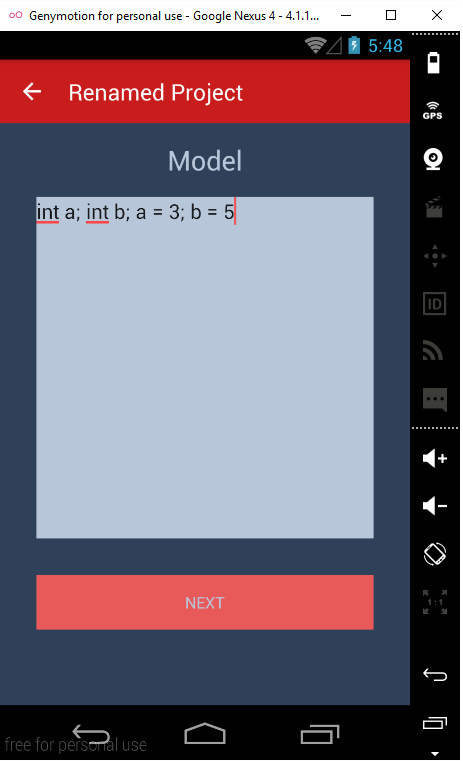 Genymotion for personal use - Google Nexus 4 - 4.1.1...
5:48
Renamed Project
GPS
Model
int a; int b; a = 3; b = 5
ID
NEXT
1:1
free for personal use